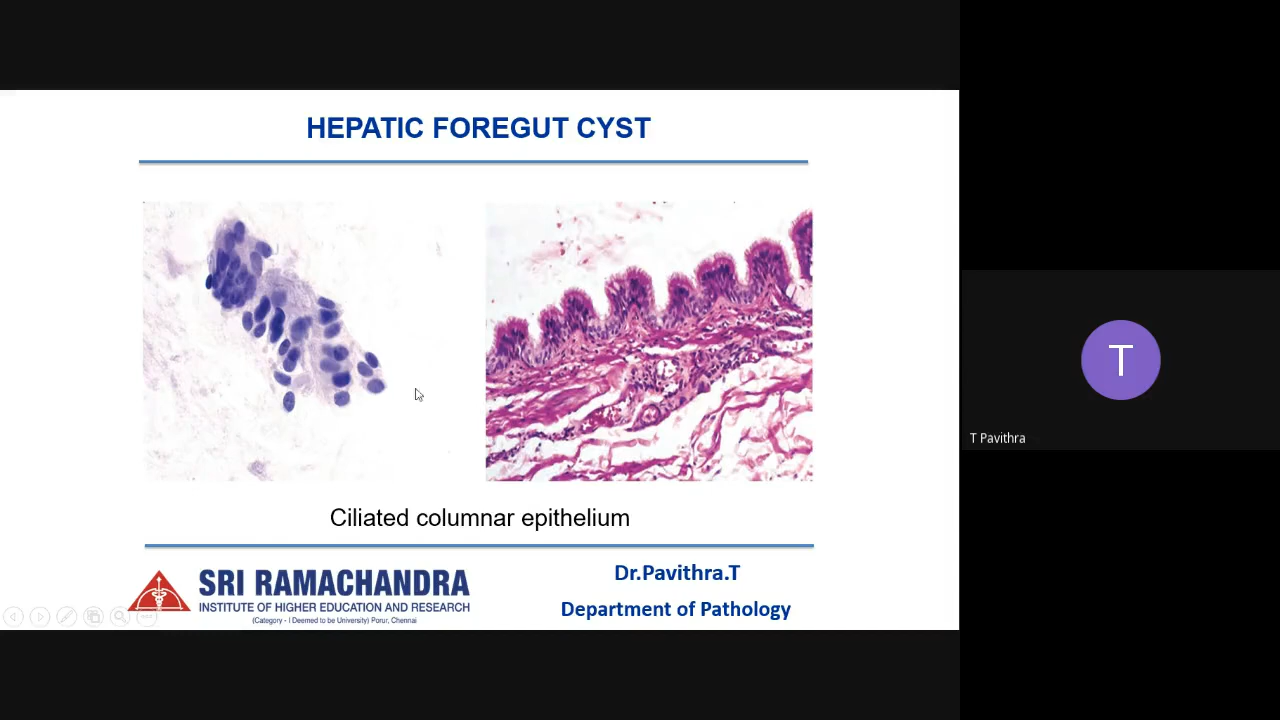 HEPATIC FOREGUT CYST
Ciliated columnar epithelium
SRI RAMACHANDRA
INSTITUTE OF HIGHER EDUCATION AND RESEARCH
(Category - I Deemed to be University) Porur, Chennai
Dr.Pavithra.T
Department of Pathology
T
T Pavithra